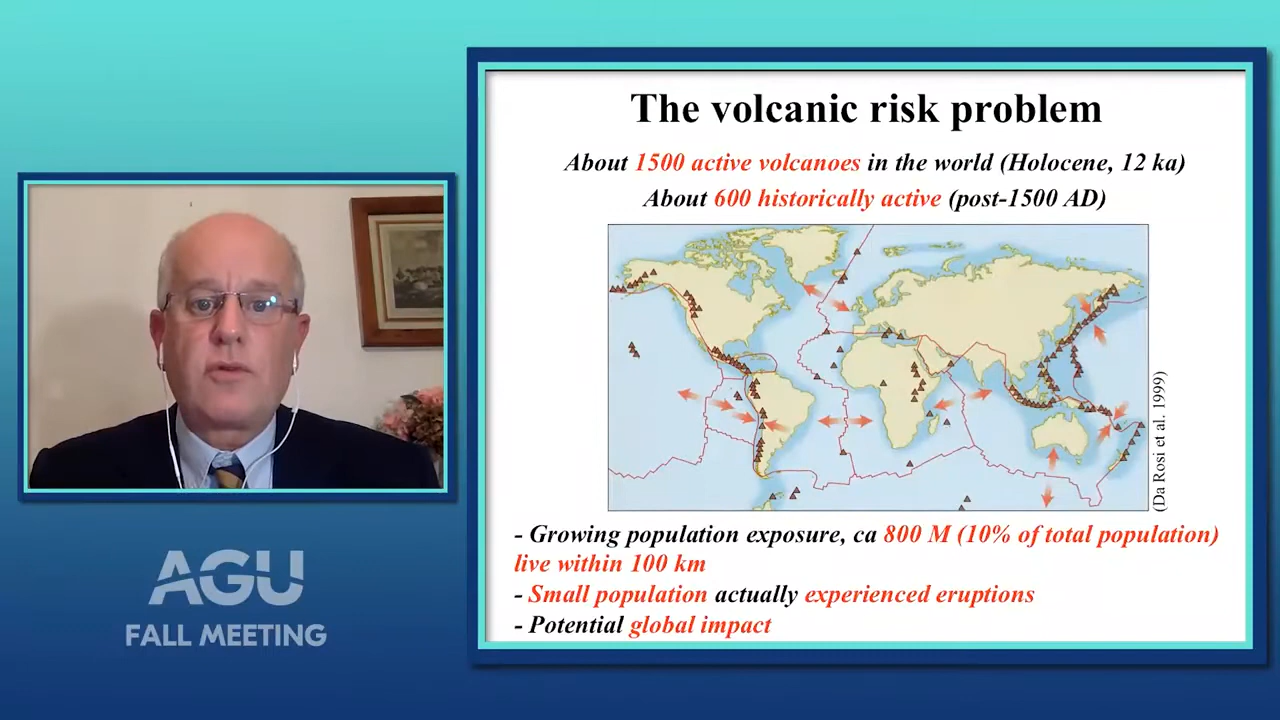 The volcanic risk problem
About 1500 active volcanoes in the world (Holocene, 12 ka)
About 600 historically active (post-1500 AD)
(Da Rosi et al. 1999)
- Growing population exposure, ca 800 M (10% of total population)
live within 100 km
- Small population actually experienced eruptions
- Potential global impact
AGU
FALL MEETING